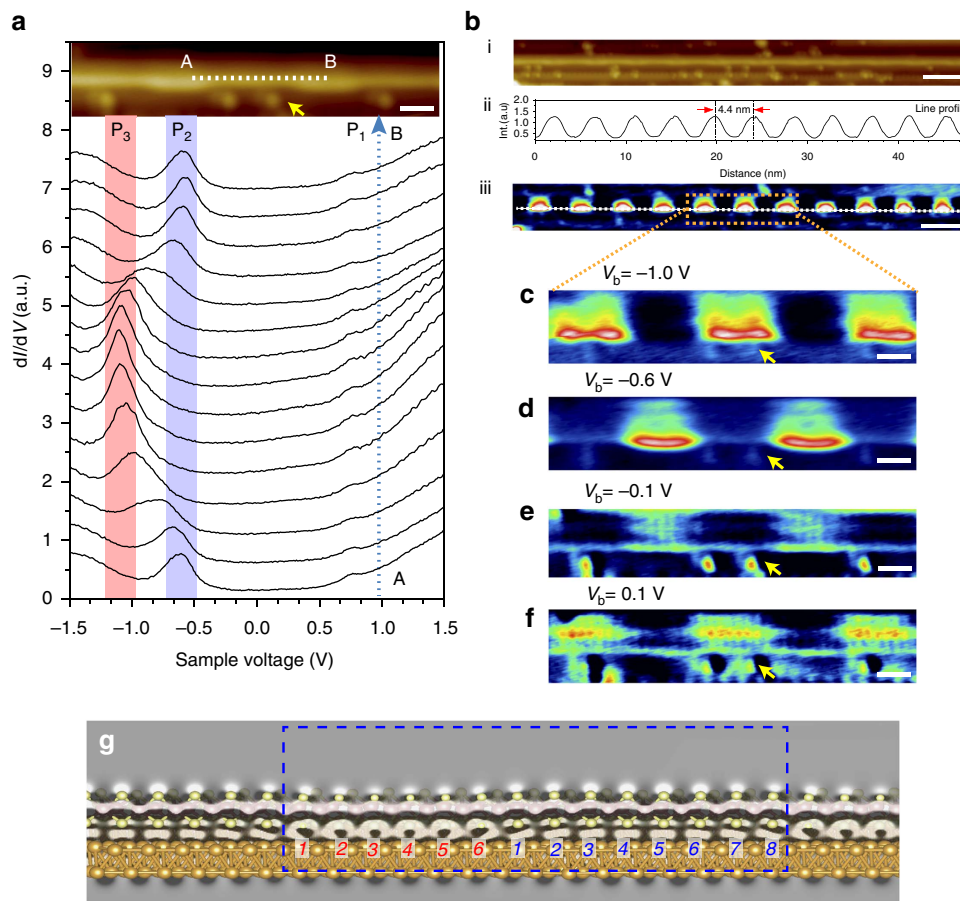 a
A B
P3 P2 P1 B
A
9
8
7
6
5
4
3
2
1
0
dI/dV (a.u.)
–1.5 –1.0 –0.5 0.0 0.5 1.0 1.5
Sample voltage (V)
b
i
ii
Int.(a.u)
2.0
1.5
1.0
0.5
4.4 nm
Line profil
0 10 20 30 40
Distance (nm)
iii
c
Vb= –1.0 V
d
Vb= –0.6 V
e
Vb= –0.1 V
f
Vb= 0.1 V
g
1 2 3 4 5 6 1 2 3 4 5 6 7 8